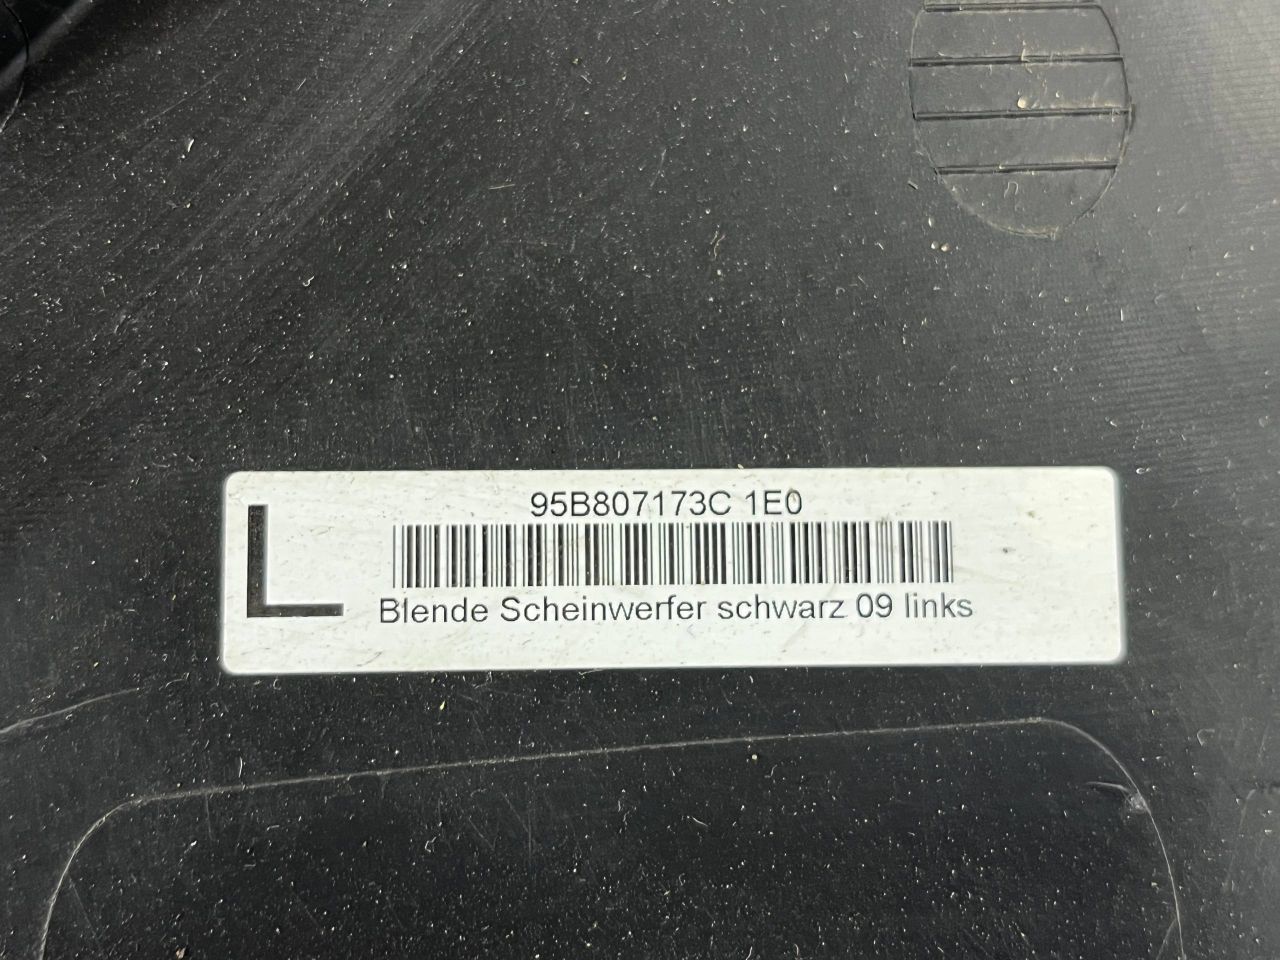 95B807173C 1E0
L
Blende Scheinwerfer schwarz 09 links